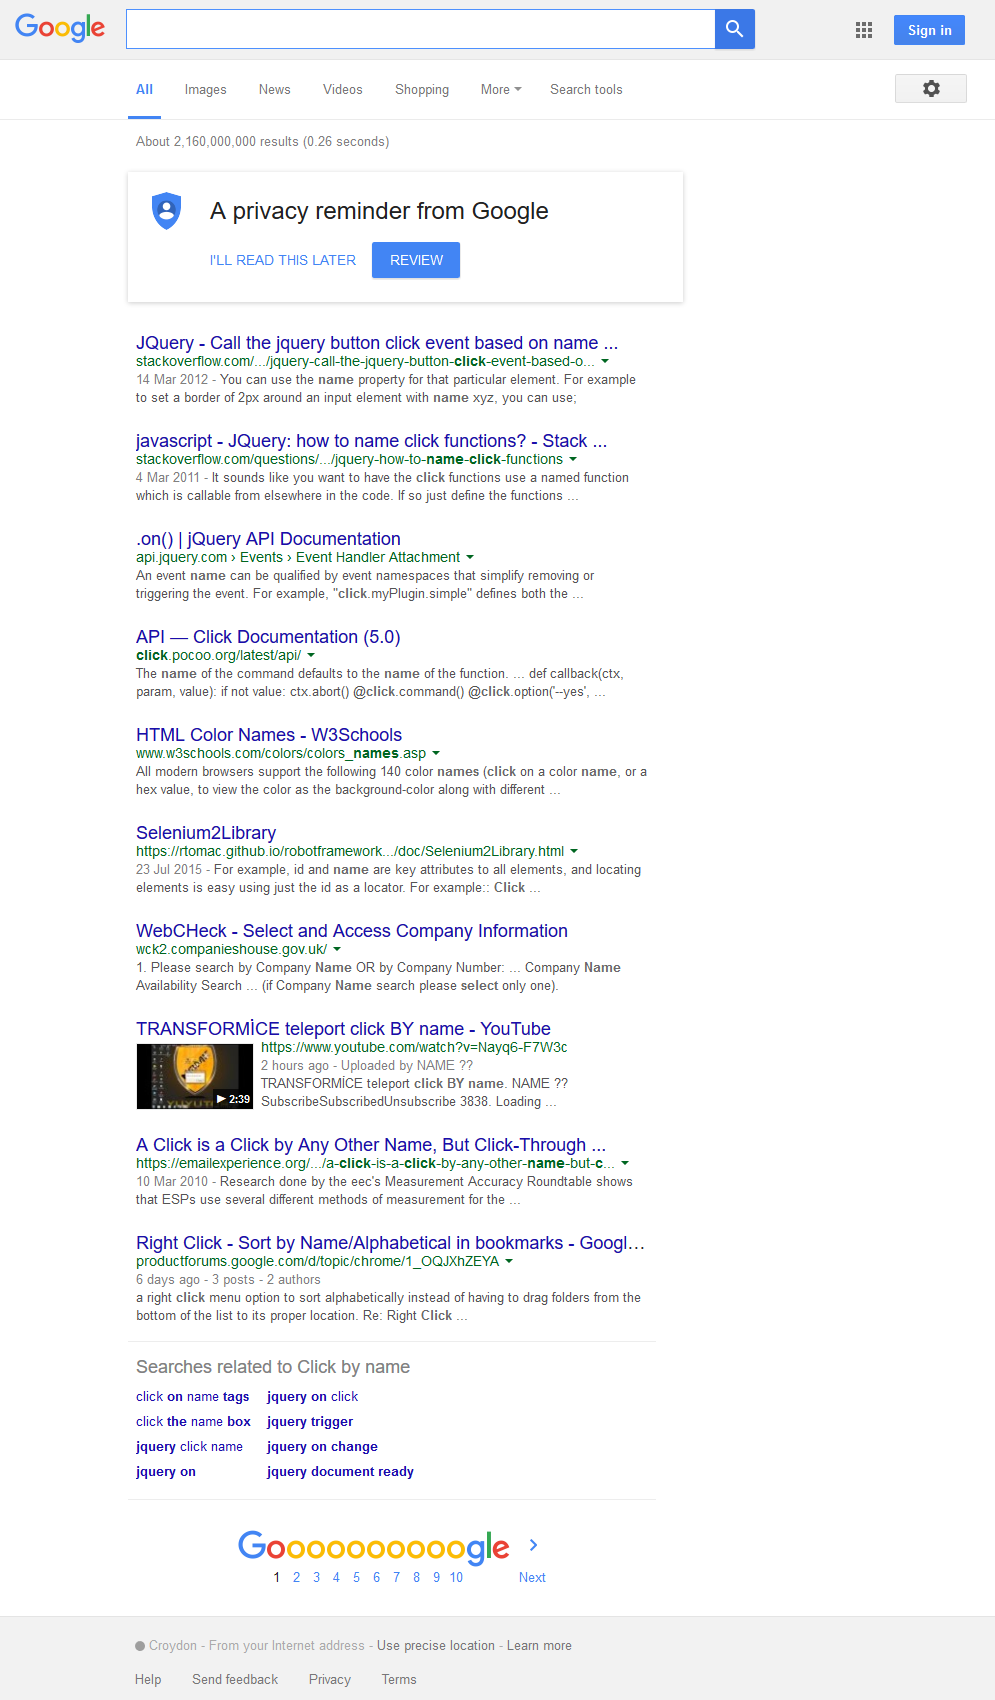 Google
Sign in
All Images News Videos Shopping More Search tools
About 2,160,000,000 results (0.26 seconds)
A privacy reminder from Google
I'LL READ THIS LATER REVIEW
JQuery - Call the jquery button click event based on name ...
stackoverflow.com/.../jquery-call-the-jquery-button-click-event-based-o...
14 Mar 2012 - You can use the name property for that particular element. For example
to set a border of 2px around an input element with name xyz, you can use;
javascript - JQuery: how to name click functions? - Stack ...
stackoverflow.com/questions/.../jquery-how-to-name-click-functions
4 Mar 2011 - It sounds like you want to have the click functions use a named function
which is callable from elsewhere in the code. If so just define the functions ...
.on() | jQuery API Documentation
api.jquery.com › Events › Event Handler Attachment
An event name can be qualified by event namespaces that simplify removing or
triggering the event. For example, "click.myPlugin.simple" defines both the ...
API — Click Documentation (5.0)
click.pocoo.org/latest/api/
The name of the command defaults to the name of the function. ... def callback(ctx,
param, value): if not value: ctx.abort() @click.command() @click.option('--yes', ...
HTML Color Names - W3Schools
www.w3schools.com/colors/colors_names.asp
All modern browsers support the following 140 color names (click on a color name, or a
hex value, to view the color as the background-color along with different ...
Selenium2Library
https://rtomac.github.io/robotframework.../doc/Selenium2Library.html
23 Jul 2015 - For example, id and name are key attributes to all elements, and locating
elements is easy using just the id as a locator. For example:: Click ...
WebCHeck - Select and Access Company Information
wck2.companieshouse.gov.uk/
1. Please search by Company Name OR by Company Number: ... Company Name
Availability Search ... (if Company Name search please select only one).
TRANSFORMİCE teleport click BY name - YouTube
https://www.youtube.com/watch?v=Nayq6-F7W3c
2 hours ago - Uploaded by NAME ??
TRANSFORMİCE teleport click BY name. NAME ??
SubscribeSubscribedUnsubscribe 3838. Loading ...
2:39
A Click is a Click by Any Other Name, But Click-Through ...
https://emailexperience.org/.../a-click-is-a-click-by-any-other-name-but-c...
10 Mar 2010 - Research done by the eec's Measurement Accuracy Roundtable shows
that ESPs use several different methods of measurement for the ...
Right Click - Sort by Name/Alphabetical in bookmarks - Googl...
productforums.google.com/d/topic/chrome/1_OQJXhZEYA
6 days ago - 3 posts - 2 authors
a right click menu option to sort alphabetically instead of having to drag folders from the
bottom of the list to its proper location. Re: Right Click ...
Searches related to Click by name
click on name tags jquery on click
click the name box jquery trigger
jquery click name jquery on change
jquery on jquery document ready
Goooooooooogle
1 2 3 4 5 6 7 8 9 10 Next
Croydon - From your Internet address - Use precise location - Learn more
Help Send feedback Privacy Terms